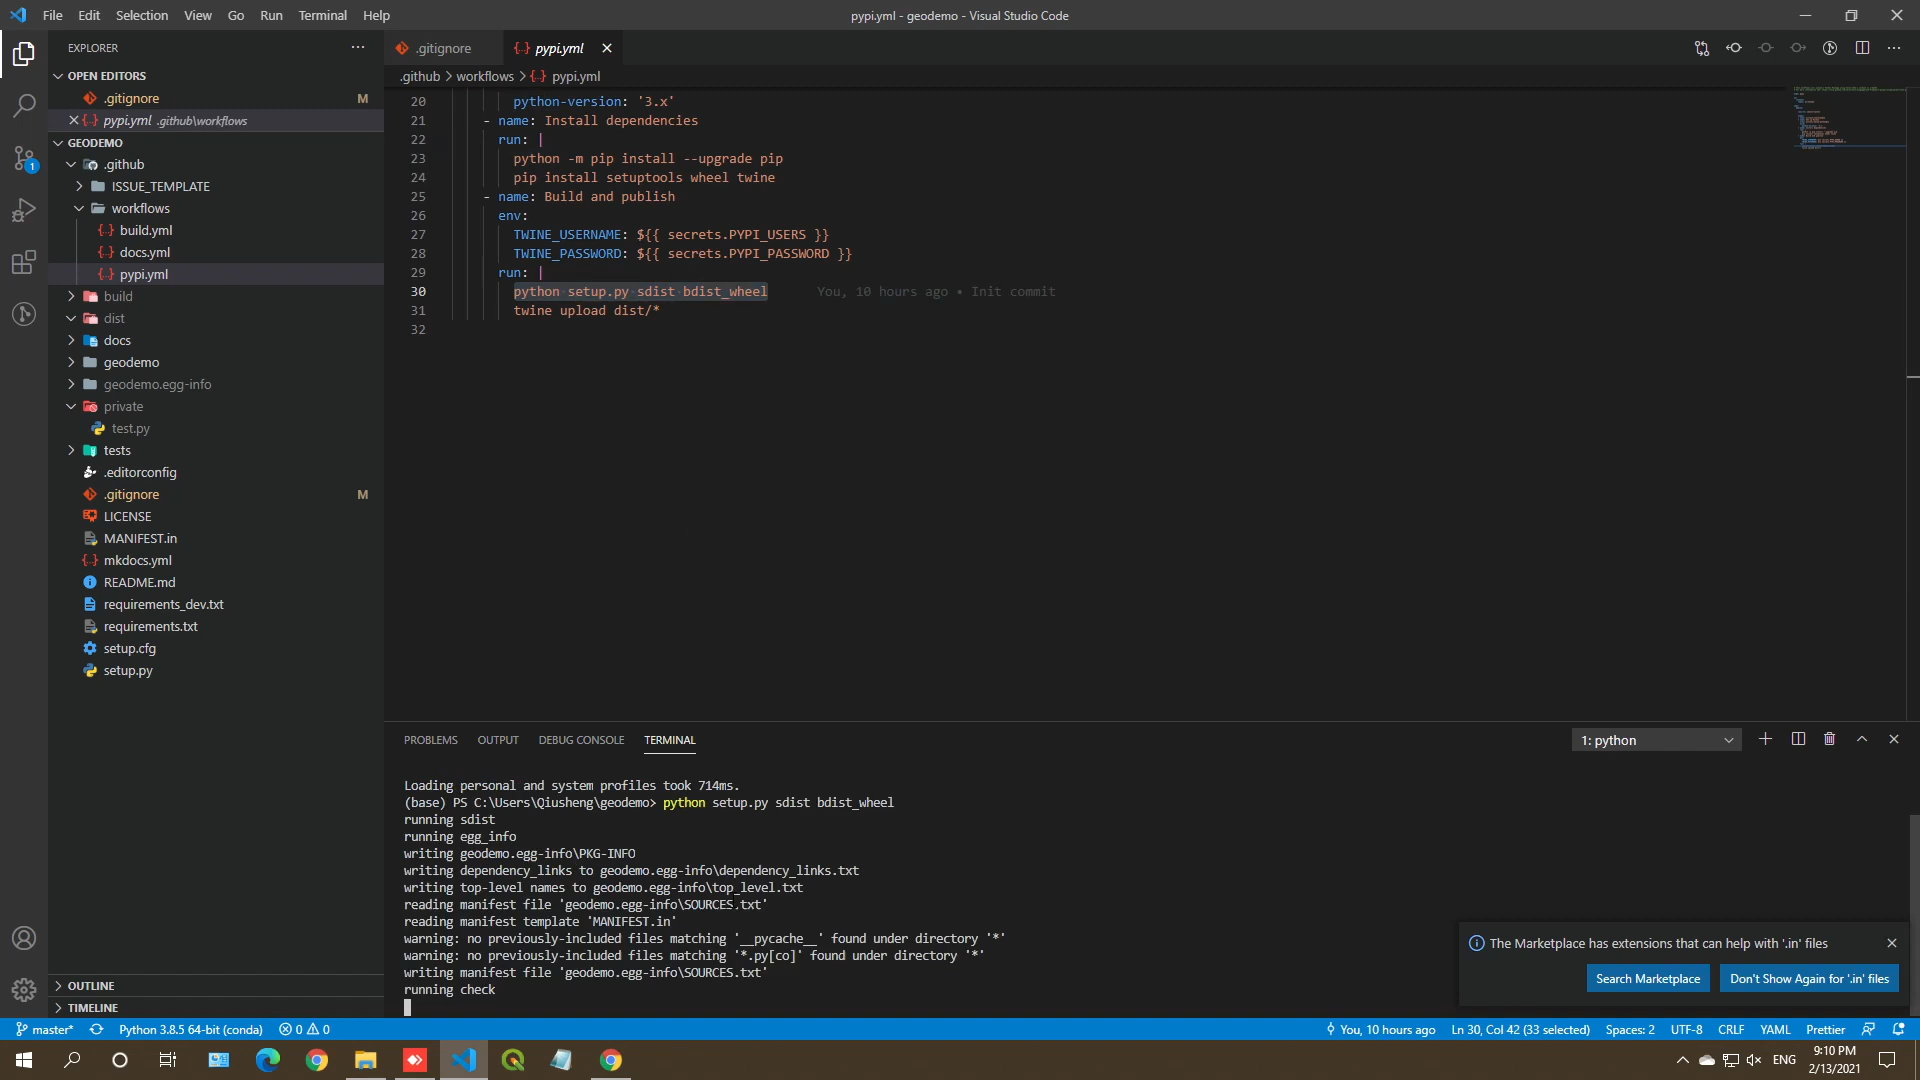 File Edit Selection View Go Run Terminal Help
pypi.yml - geodemo - Visual Studio Code
EXPLORER
OPEN EDITORS
.gitignore M
pypi.yml .github\workflows
GEODEMO
.github
ISSUE_TEMPLATE
workflows
build.yml
docs.yml
pypi.yml
build
dist
docs
geodemo
geodemo.egg-info
private
test.py
tests
.editorconfig
.gitignore M
LICENSE
MANIFEST.in
mkdocs.yml
README.md
requirements_dev.txt
requirements.txt
setup.cfg
setup.py
OUTLINE
TIMELINE
1
.gitignore
pypi.yml
.github > workflows > pypi.yml
20 python-version: '3.x'
21 - name: Install dependencies
22 run: |
23 python -m pip install --upgrade pip
24 pip install setuptools wheel twine
25 - name: Build and publish
26 env:
27 TWINE_USERNAME: ${{ secrets.PYPI_USERS }}
28 TWINE_PASSWORD: ${{ secrets.PYPI_PASSWORD }}
29 run: |
30 python setup.py sdist bdist_wheel You, 10 hours ago • Init commit
31 twine upload dist/*
32
PROBLEMS OUTPUT DEBUG CONSOLE TERMINAL
1: python
Loading personal and system profiles took 714ms.
(base) PS C:\Users\Qiusheng\geodemo> python setup.py sdist bdist_wheel
running sdist
running egg_info
writing geodemo.egg-info\PKG-INFO
writing dependency_links to geodemo.egg-info\dependency_links.txt
writing top-level names to geodemo.egg-info\top_level.txt
reading manifest file 'geodemo.egg-info\SOURCES.txt'
reading manifest template 'MANIFEST.in'
warning: no previously-included files matching '__pycache__' found under directory '*'
warning: no previously-included files matching '*.py[co]' found under directory '*'
writing manifest file 'geodemo.egg-info\SOURCES.txt'
running check
The Marketplace has extensions that can help with '.in' files
Search Marketplace
Don't Show Again for '.in' files
master* Python 3.8.5 64-bit (conda) 0 0
You, 10 hours ago Ln 30, Col 42 (33 selected) Spaces: 2 UTF-8 CRLF YAML Prettier
ENG
9:10 PM
2/13/2021